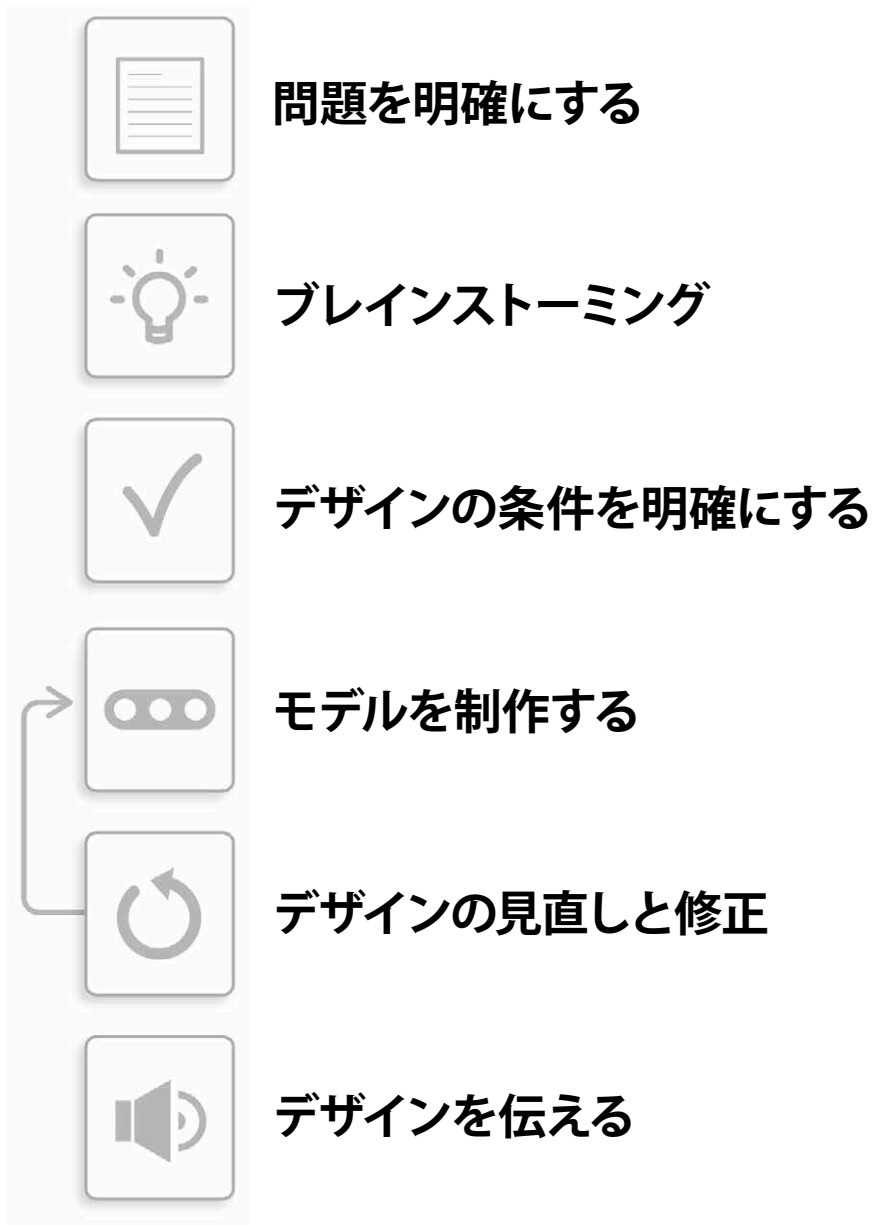 問題を明確にする
ブレインストーミング
デザインの条件を明確にする
モデルを制作する
デザインの見直しと修正
デザインを伝える